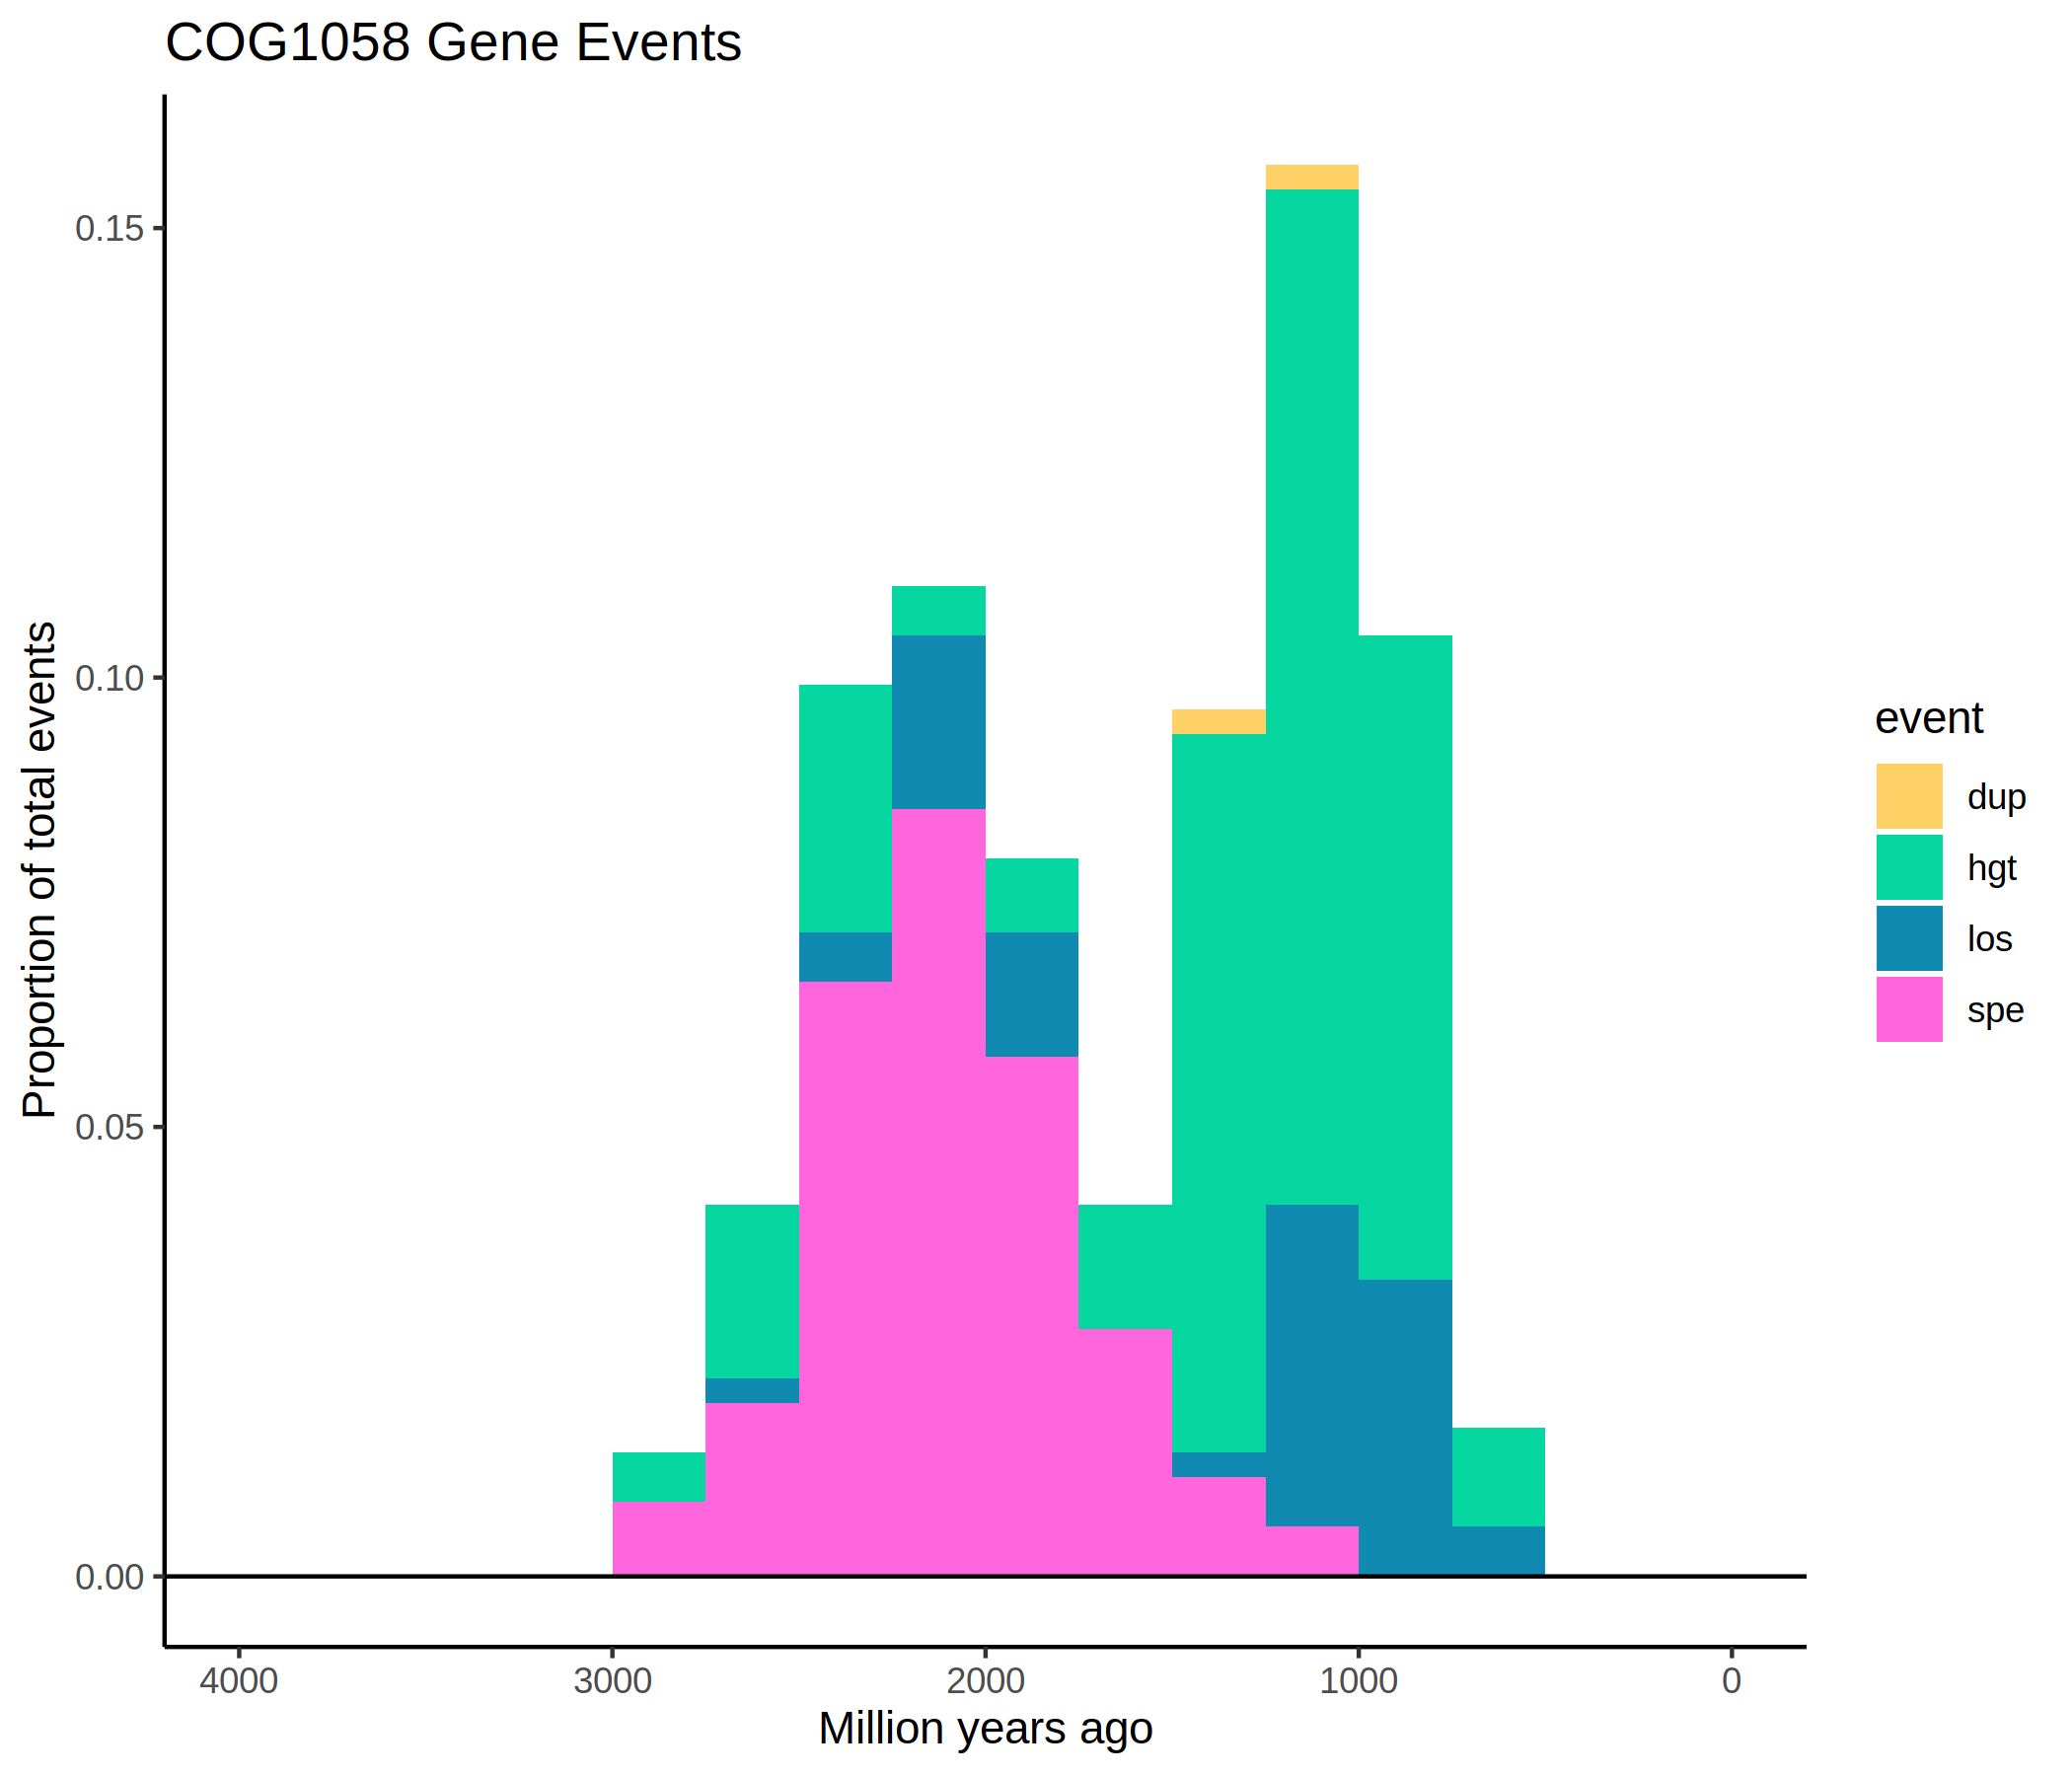 COG1058 Gene Events
Proportion of total events
0.15
0.10
0.05
0.00
4000 3000 2000 1000 0
Million years ago
event
dup
hgt
los
spe